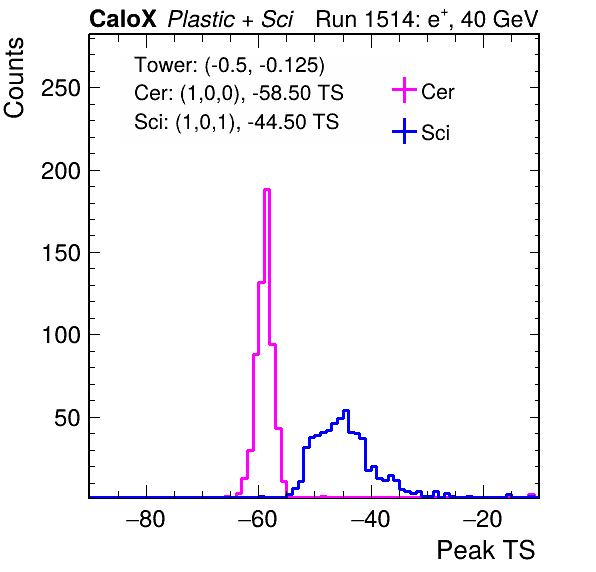 CaloX Plastic + Sci Run 1514: e⁺, 40 GeV
Counts
Tower: (-0.5, -0.125)
Cer: (1,0,0), -58.50 TS
Sci: (1,0,1), -44.50 TS
Cer
Sci
250
200
150
100
50
−80 −60 −40 −20
Peak TS